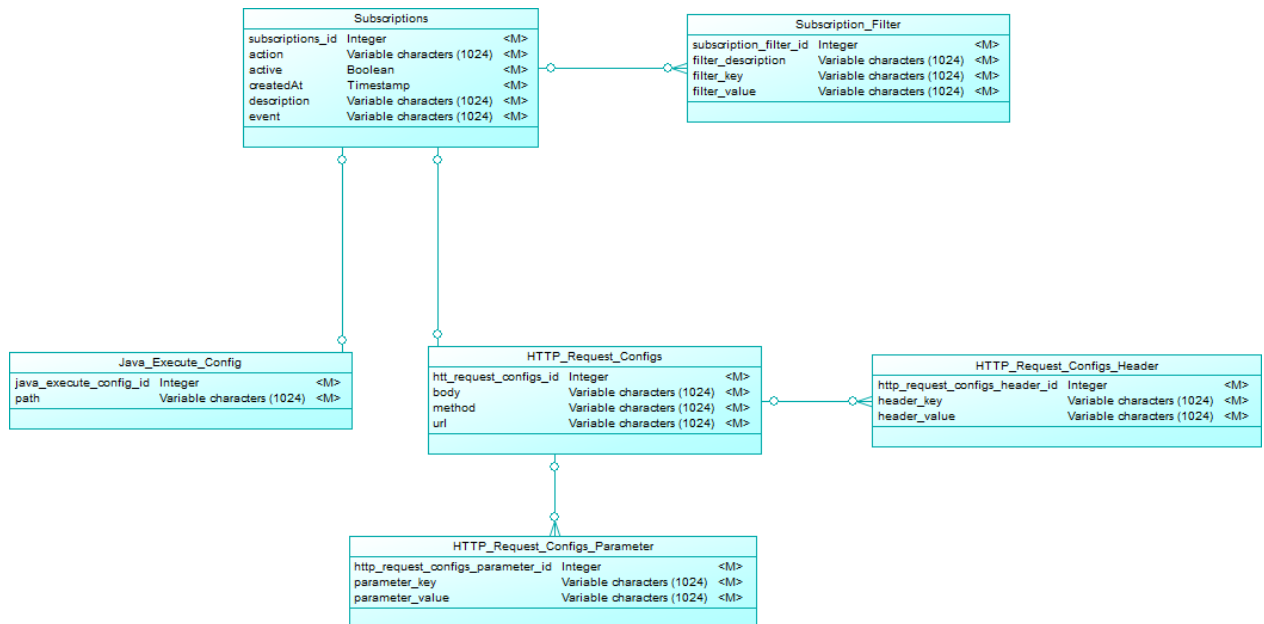 Subscriptions
subscriptions_id Integer <M>
action Variable characters (1024) <M>
active Boolean <M>
createdAt Timestamp <M>
description Variable characters (1024) <M>
event Variable characters (1024) <M>
Subscription_Filter
subscription_filter_id Integer <M>
filter_description Variable characters (1024) <M>
filter_key Variable characters (1024) <M>
filter_value Variable characters (1024) <M>
Java_Execute_Config
java_execute_config_id Integer <M>
path Variable characters (1024) <M>
HTTP_Request_Configs
htt_request_configs_id Integer <M>
body Variable characters (1024) <M>
method Variable characters (1024) <M>
url Variable characters (1024) <M>
HTTP_Request_Configs_Header
http_request_configs_header_id Integer <M>
header_key Variable characters (1024) <M>
header_value Variable characters (1024) <M>
HTTP_Request_Configs_Parameter
http_request_configs_parameter_id Integer <M>
parameter_key Variable characters (1024) <M>
parameter_value Variable characters (1024) <M>